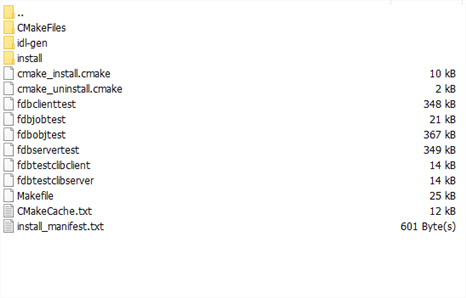 ..
CMakeFiles
idl-gen
install
cmake_install.cmake 10 kB
cmake_uninstall.cmake 2 kB
fdbclienttest 348 kB
fdbjobtest 21 kB
fdbobjtest 367 kB
fdbservertest 349 kB
fdbtestclibclient 14 kB
fdbtestclibserver 14 kB
Makefile 25 kB
CMakeCache.txt 12 kB
install_manifest.txt 601 Byte(s)